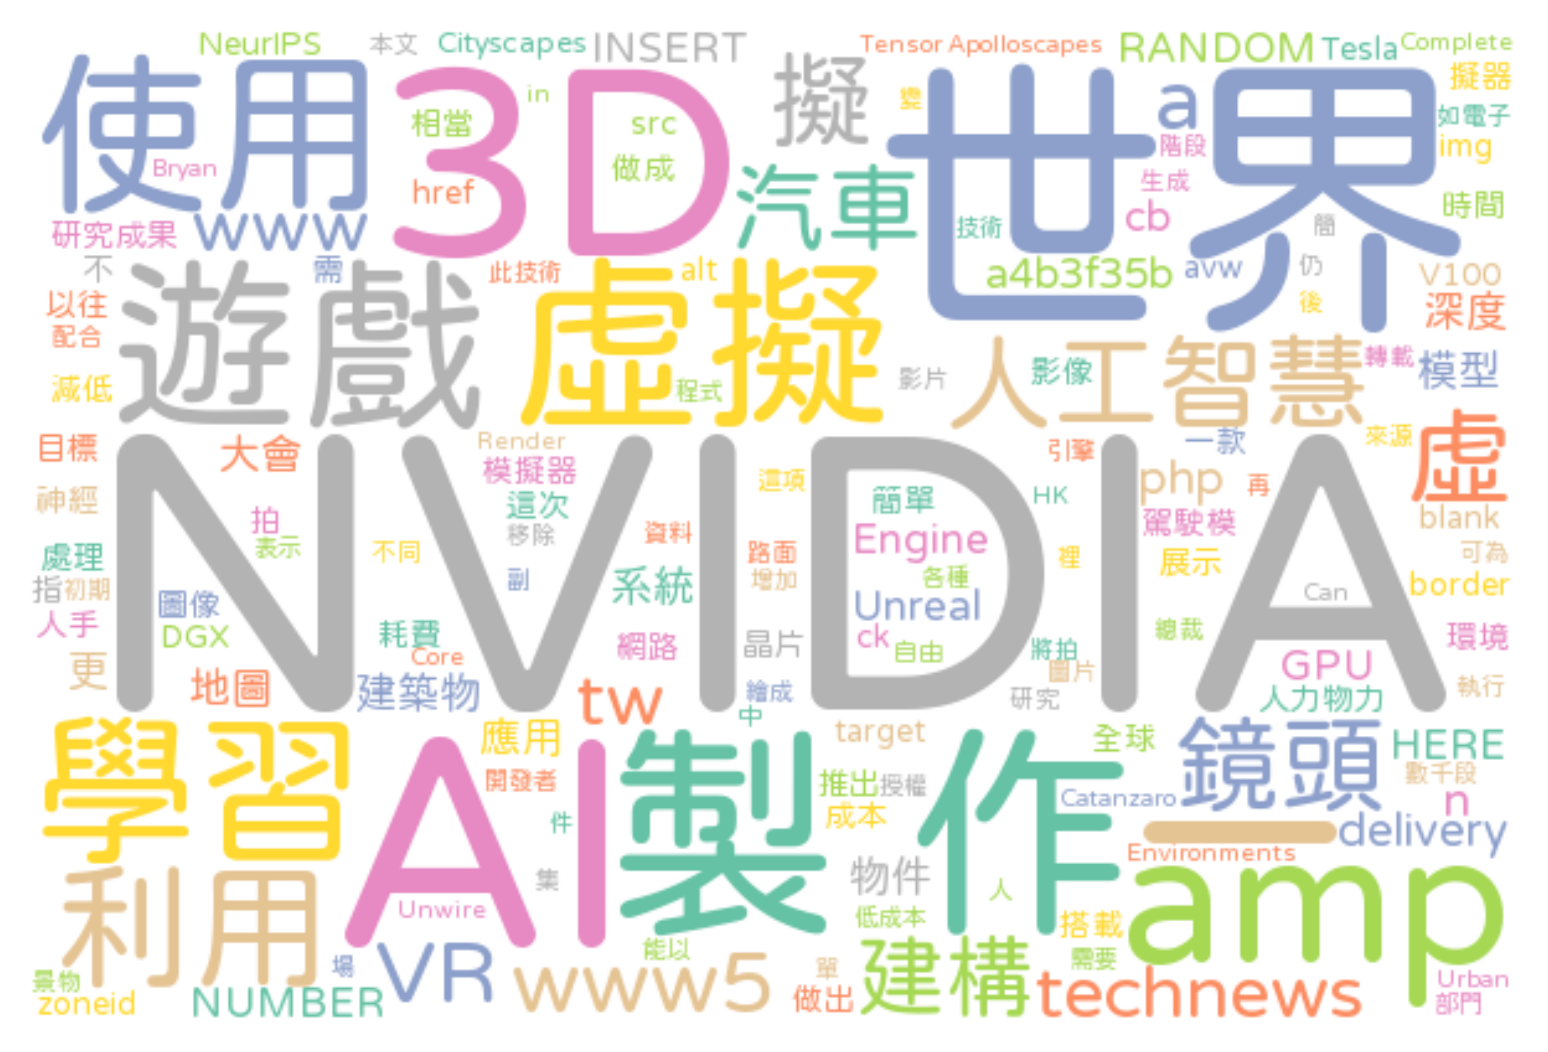 NeurIPS 本文 Cityscapes INSERT Tensor Apolloscapes RANDOM Tesla Complete
使用 3D in 擬 變 世界 a 擬器
相當 src 如電子
Bryan 做成 階段 img
href 汽車 生成
研究成果 www 技術 cb 簡 時間
不 需 此技術 alt a4b3f35b avw 仍 V100
以往 遊戲 虛擬 後 深度
配合 人工智慧 轉載
減低 程式 影片 影像 模型
目標 大會 Render 引擎 一款 來源 虛
NVIDIA
模擬器 這項 php 再
神經 這次 簡單 HK blank
拍 移除 資料 Engine 駕駛模
處理 表示 不同 路面 裡 展示 可為
指 初期 副 系統 增加 各種 Can border
圖像 Unreal
人手 DGX 耗費 網路 晶片 ck 自由 總裁 環境
更 Core 將拍 圖片 GPU
地圖 建築物 tw 繪成 研究 人力物力 執行
學習 應用 中 target 全球 鏡頭 HERE
AI 製作
開發者 推出 授權 數千段
件 成本 Catanzaro n
一 delivery
Environments
利用 集 物件 人 amp
Unwire 低成本 搭載
景物 場 VR 能以 www5 單 建構 需要 Urban
zoneid NUMBER 做出 technews 部門